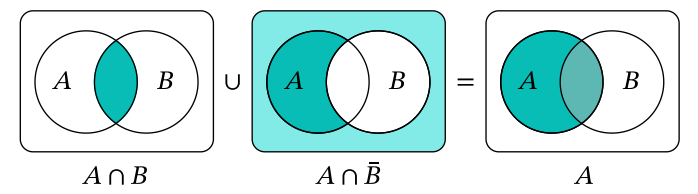 A B ∪ A B = A B
A ∩ B A ∩ B̄ A